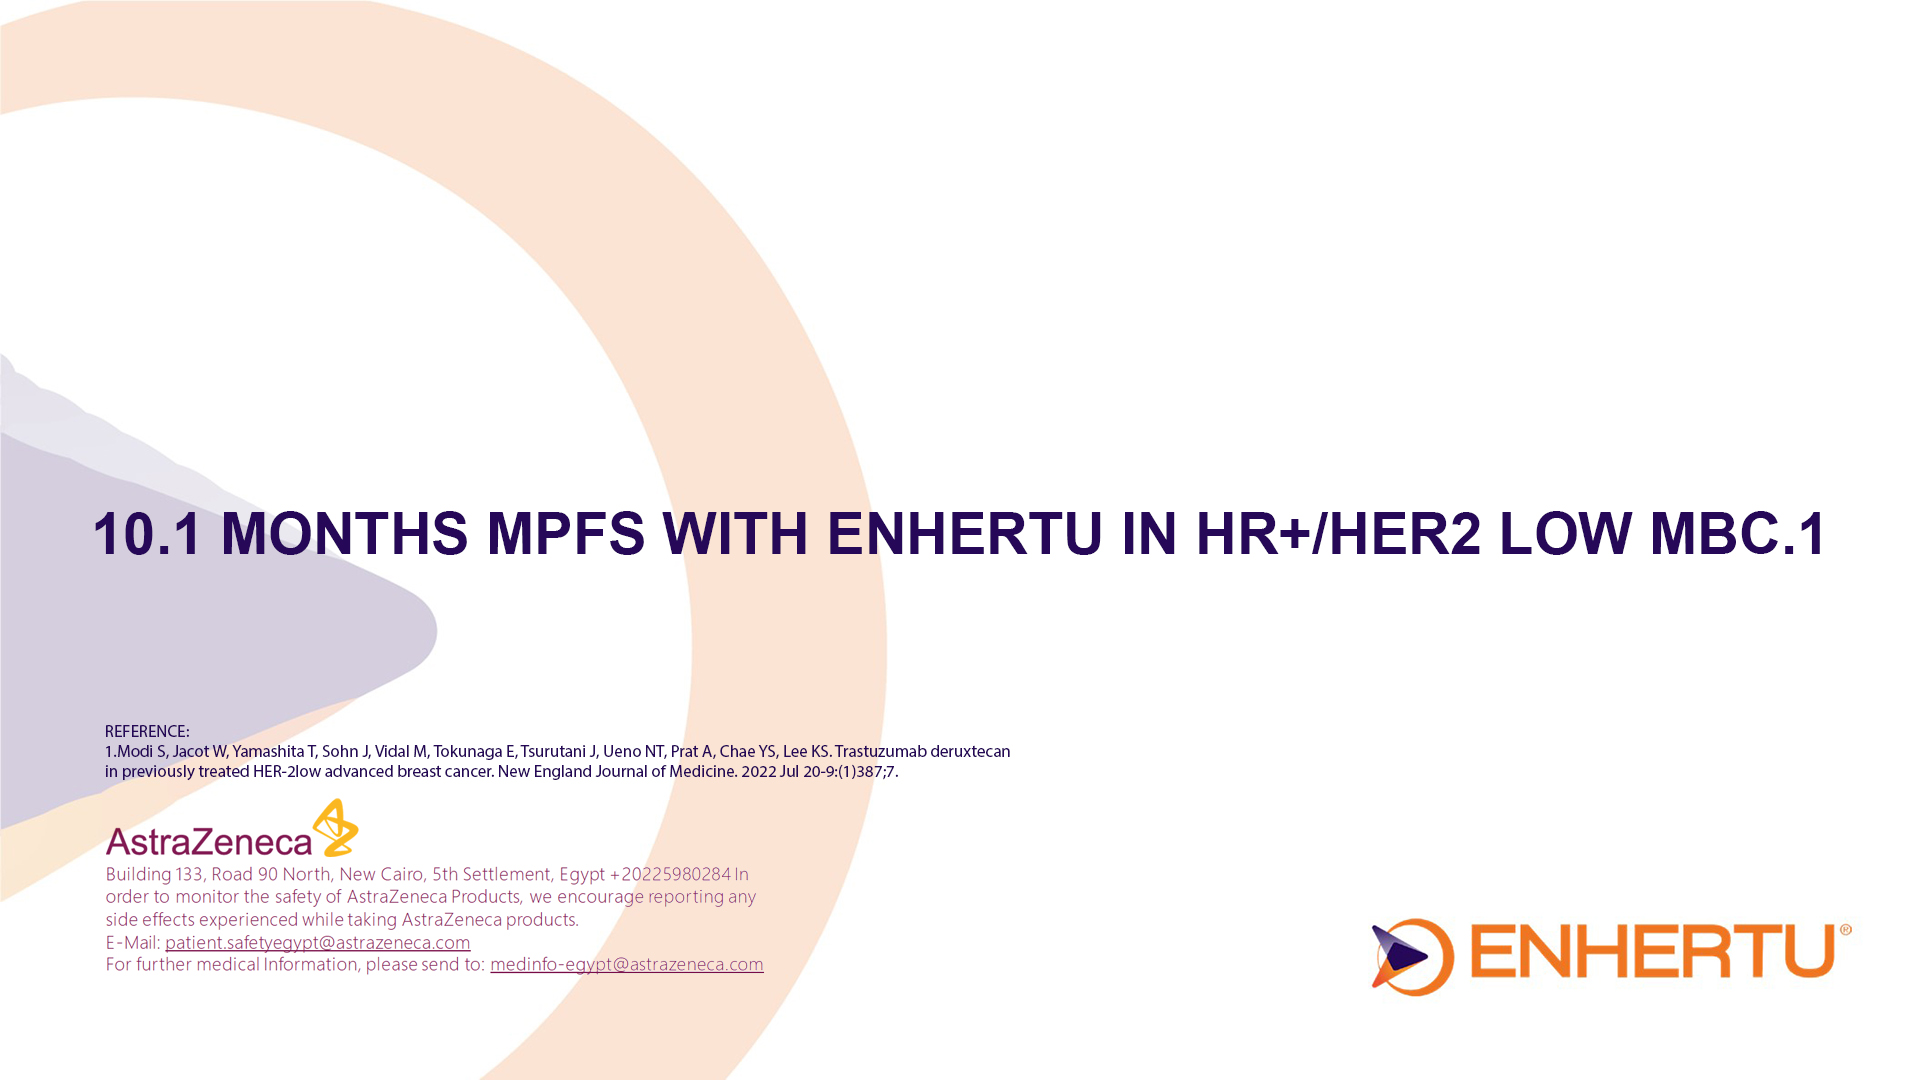 10.1 MONTHS MPFS WITH ENHERTU IN HR+/HER2 LOW MBC.1
REFERENCE:
1.Modi S, Jacot W, Yamashita T, Sohn J, Vidal M, Tokunaga E, Tsurutani J, Ueno NT, Prat A, Chae YS, Lee KS. Trastuzumab deruxtecan
in previously treated HER-2low advanced breast cancer. New England Journal of Medicine. 2022 Jul 20-9:(1)387;7.
AstraZeneca
Building 133, Road 90 North, New Cairo, 5th Settlement, Egypt +20225980284 In
order to monitor the safety of AstraZeneca Products, we encourage reporting any
side effects experienced while taking AstraZeneca products.
E-Mail: patient.safetyegypt@astrazeneca.com
For further medical Information, please send to: medinfo-egypt@astrazeneca.com
ENHERTU®